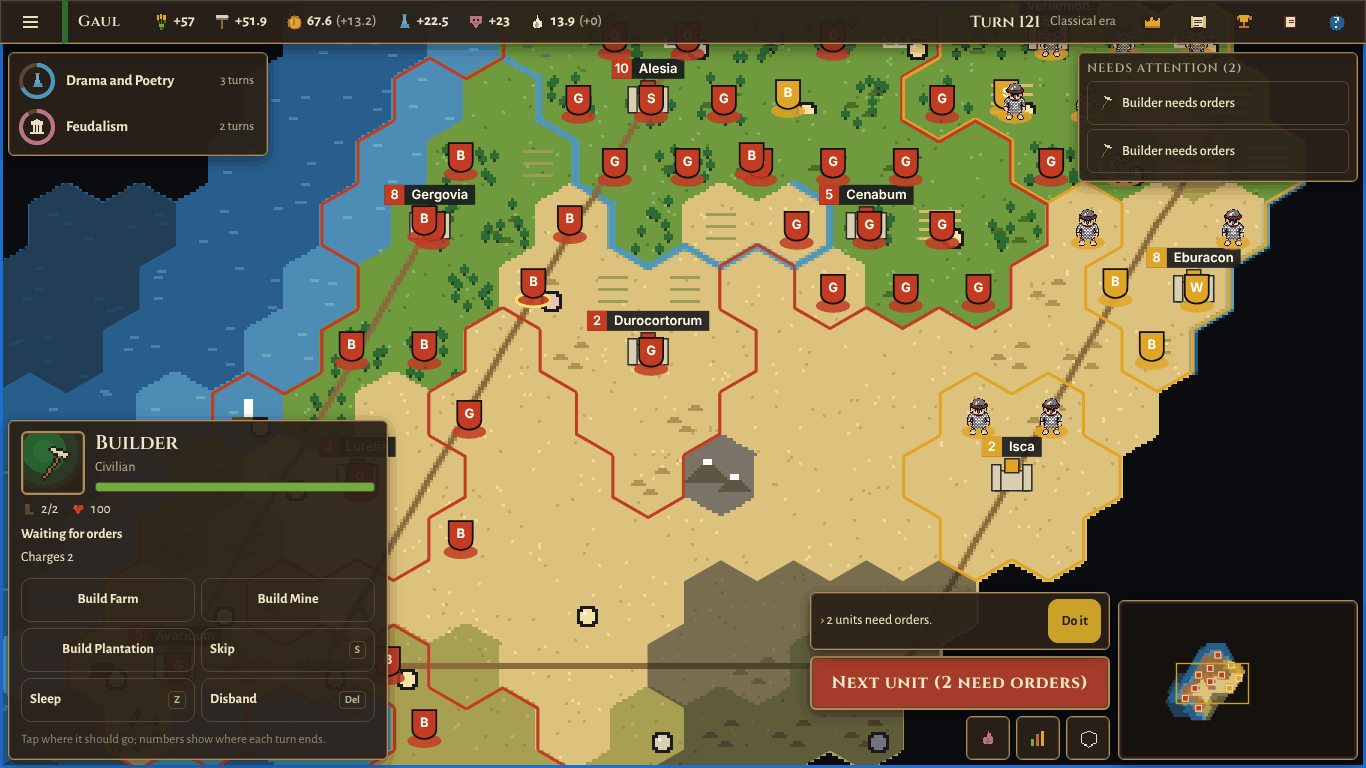 GAUL
+57
+51.9
67.6 (+13.2)
+22.5
+23
13.9 (+0)
TURN 121
Classical era
Drama and Poetry
3 turns
Feudalism
2 turns
NEEDS ATTENTION (2)
Builder needs orders
Builder needs orders
10 Alesia
G
G
S
G
B
G
S
B
G
G
B
G
G
G
8 Gergovia
B
B
5 Cenabum
G
G
G
8 Eburacon
B
W
B
G
G
G
2 Durocortorum
G
B
B
B
G
2 Isca
B
B
B
BUILDER
Civilian
2/2
100
Waiting for orders
Charges 2
Build Farm
Build Mine
Build Plantation
Skip
S
Sleep
Z
Disband
Del
Tap where it should go; numbers show where each turn ends.
› 2 units need orders.
Do it
NEXT UNIT (2 NEED ORDERS)